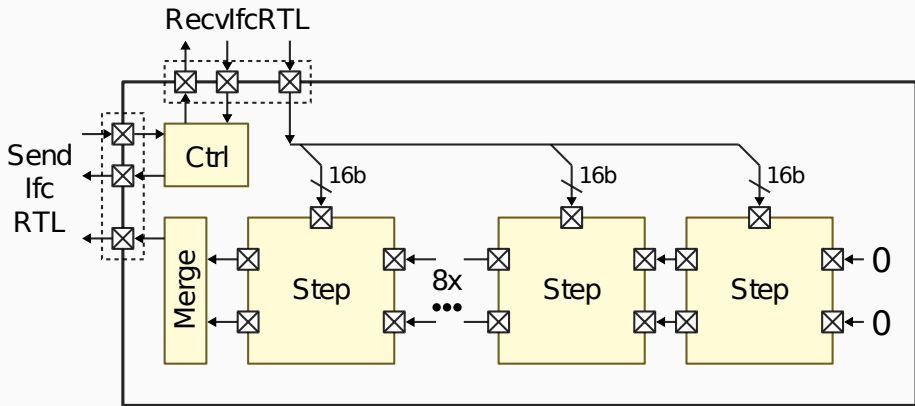 RecvIfcRTL
Send
Ifc
RTL
Ctrl
16b
16b
16b
Merge
Step
8x
•••
Step
Step
0
0